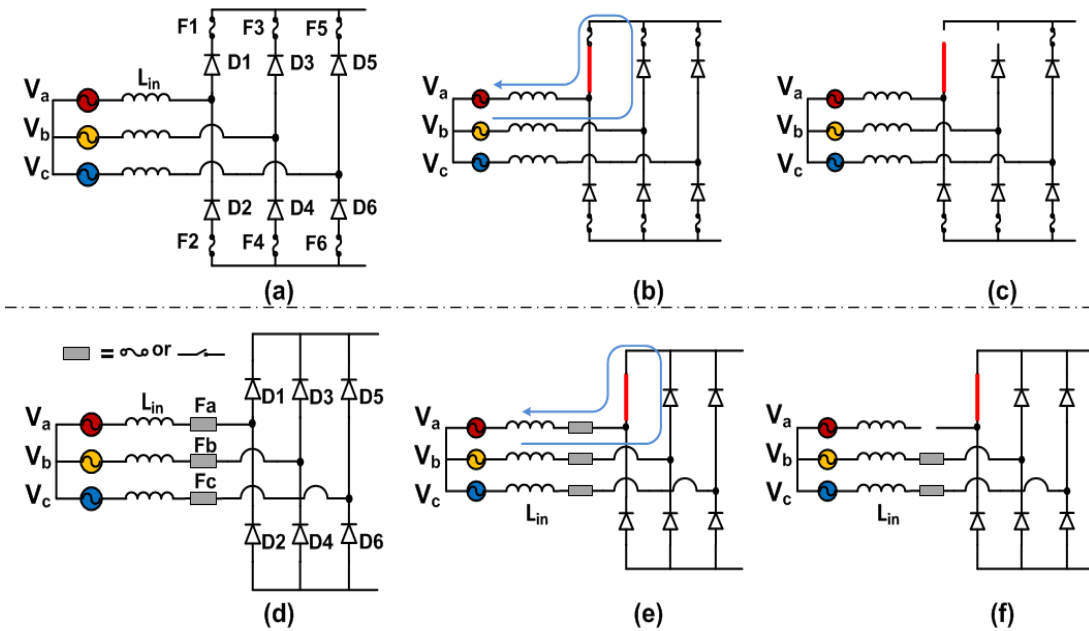 F1 F3 F5
D1 D3 D5
Lin
Va
Vb
Vc
D2 D4 D6
F2 F4 F6
(a)
Va
Vb
Vc
(b)
Va
Vb
Vc
(c)
= or
Lin Fa
Va
Fb
Vb
Fc
Vc
D1 D3 D5
D2 D4 D6
(d)
Va
Vb
Vc
Lin
(e)
Va
Vb
Vc
Lin
(f)